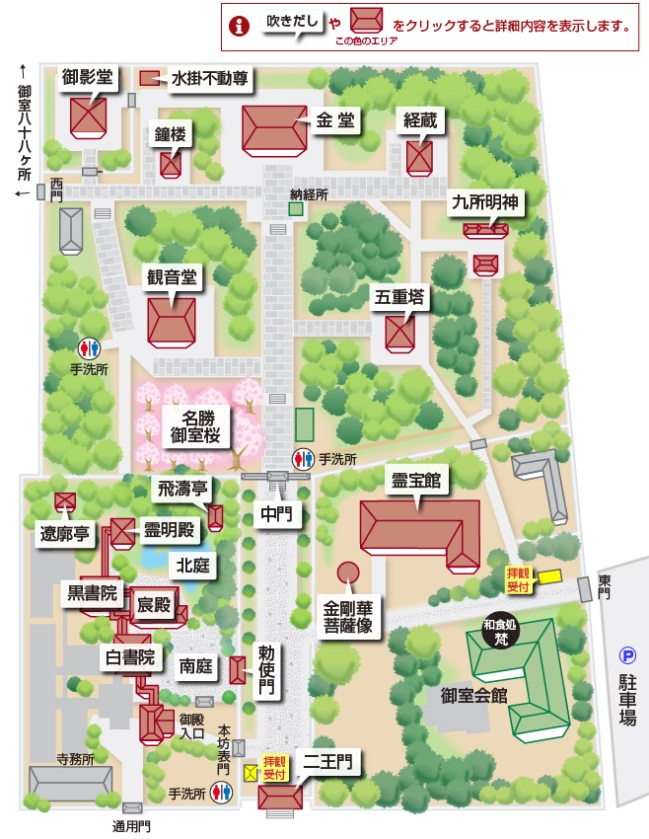 吹きだし や をクリックすると詳細内容を表示します。
この色のエリア
御室八十八ヶ所
御影堂
水掛不動尊
鐘楼
金堂
経蔵
西門
納経所
九所明神
観音堂
五重塔
手洗所
名勝
御室桜
手洗所
中門
飛濤亭
遼廓亭
霊明殿
北庭
霊宝館
黒書院
宸殿
金剛華
菩薩像
拝観
受付
東門
白書院
南庭
勅使門
和食処
梵
御室会館
P
駐車場
御殿
入口
本坊表門
寺務所
手洗所
拝観
受付
二王門
通用門